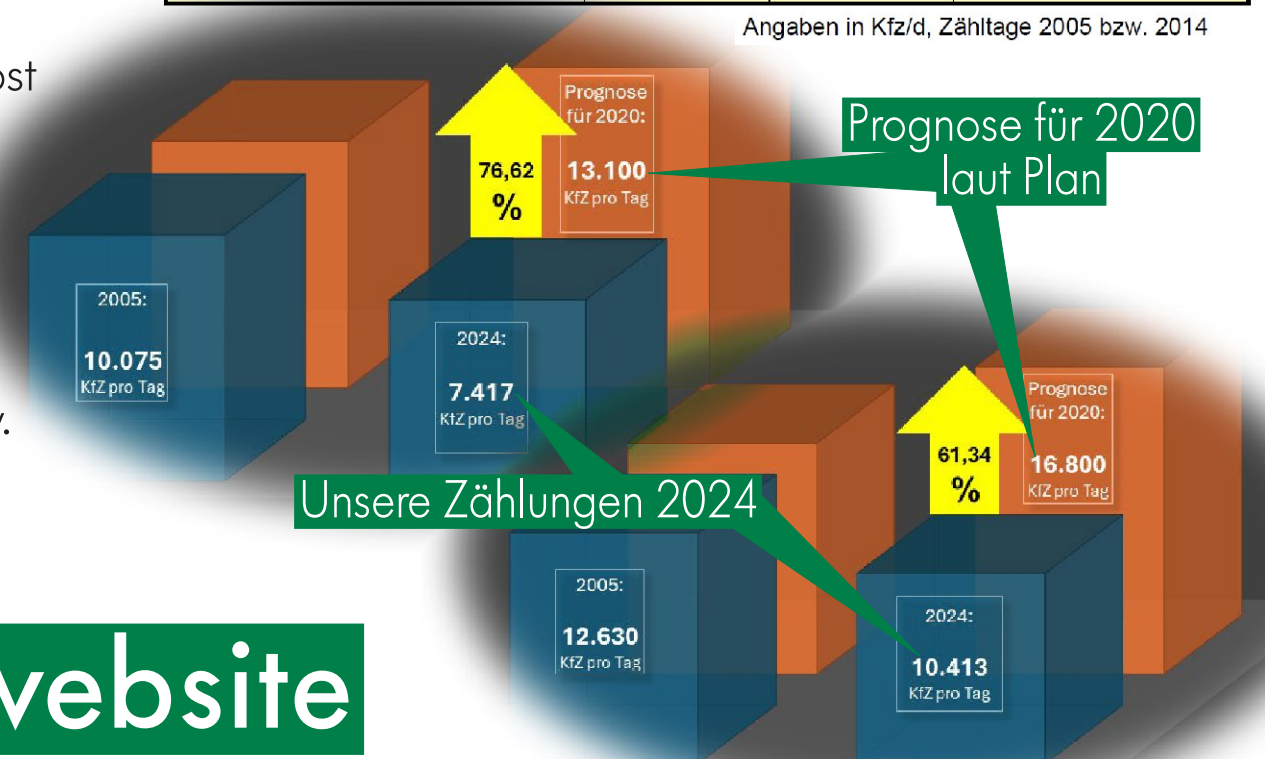 Angaben in Kfz/d, Zähltage 2005 bzw. 2014
Prognose
für 2020:
13.100
KfZ pro Tag
76,62
%
Prognose für 2020
laut Plan
2005:
10.075
KfZ pro Tag
2024:
7.417
KfZ pro Tag
Prognose
für 2020:
16.800
KfZ pro Tag
61,34
%
Unsere Zählungen 2024
2005:
12.630
KfZ pro Tag
2024:
10.413
KfZ pro Tag
website